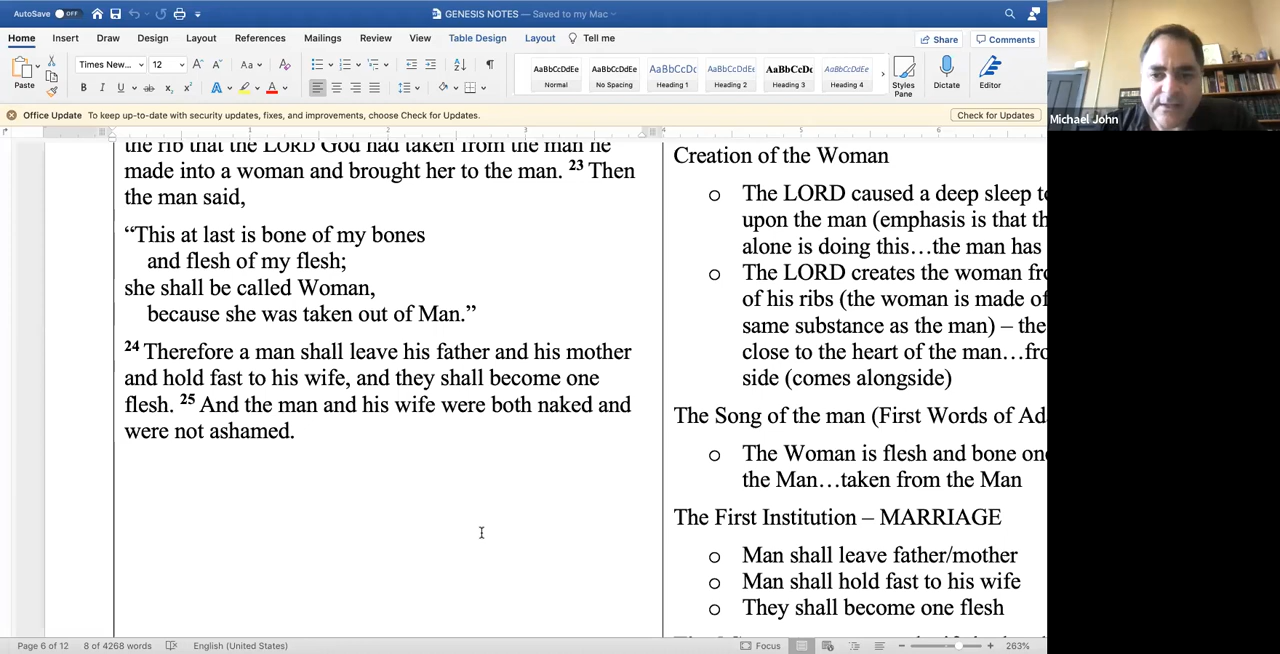 AutoSave OFF GENESIS NOTES — Saved to my Mac
Home Insert Draw Design Layout References Mailings Review View Table Design Layout Tell me Share Comments
Paste Times New... 12 AaBbCcDdEe AaBbCcDdEe AaBbCcDc AaBbCcDdEe AaBbCcDc AaBbCcDdEe
Normal No Spacing Heading 1 Heading 2 Heading 3 Heading 4 Styles Pane Dictate Editor
Office Update To keep up-to-date with security updates, fixes, and improvements, choose Check for Updates. Check for Updates
Michael John
the rib that the LORD God had taken from the man he
made into a woman and brought her to the man. 23 Then
the man said,
“This at last is bone of my bones
and flesh of my flesh;
she shall be called Woman,
because she was taken out of Man.”
24 Therefore a man shall leave his father and his mother
and hold fast to his wife, and they shall become one
flesh. 25 And the man and his wife were both naked and
were not ashamed.
Creation of the Woman
o The LORD caused a deep sleep to
upon the man (emphasis is that th
alone is doing this…the man has
o The LORD creates the woman fr
of his ribs (the woman is made of
same substance as the man) – the
close to the heart of the man…fro
side (comes alongside)
The Song of the man (First Words of Ad
o The Woman is flesh and bone on
the Man…taken from the Man
The First Institution – MARRIAGE
o Man shall leave father/mother
o Man shall hold fast to his wife
o They shall become one flesh
Page 6 of 12 8 of 4268 words English (United States) Focus 263%